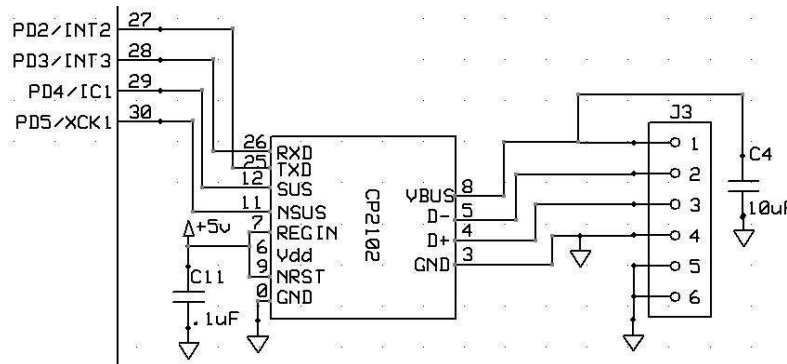 PD2/INT2 27
PD3/INT3 28
PD4/IC1 29
PD5/XCK1 30
26 RXD
25 TXD
12 SUS
11 NSUS
7 REGIN
6 Vdd
9 NRST
0 GND
+5v
C11
.1uF
CP2102
VBUS 8
D- 5
D+ 4
GND 3
J3
1
2
3
4
5
6
C4
10uF